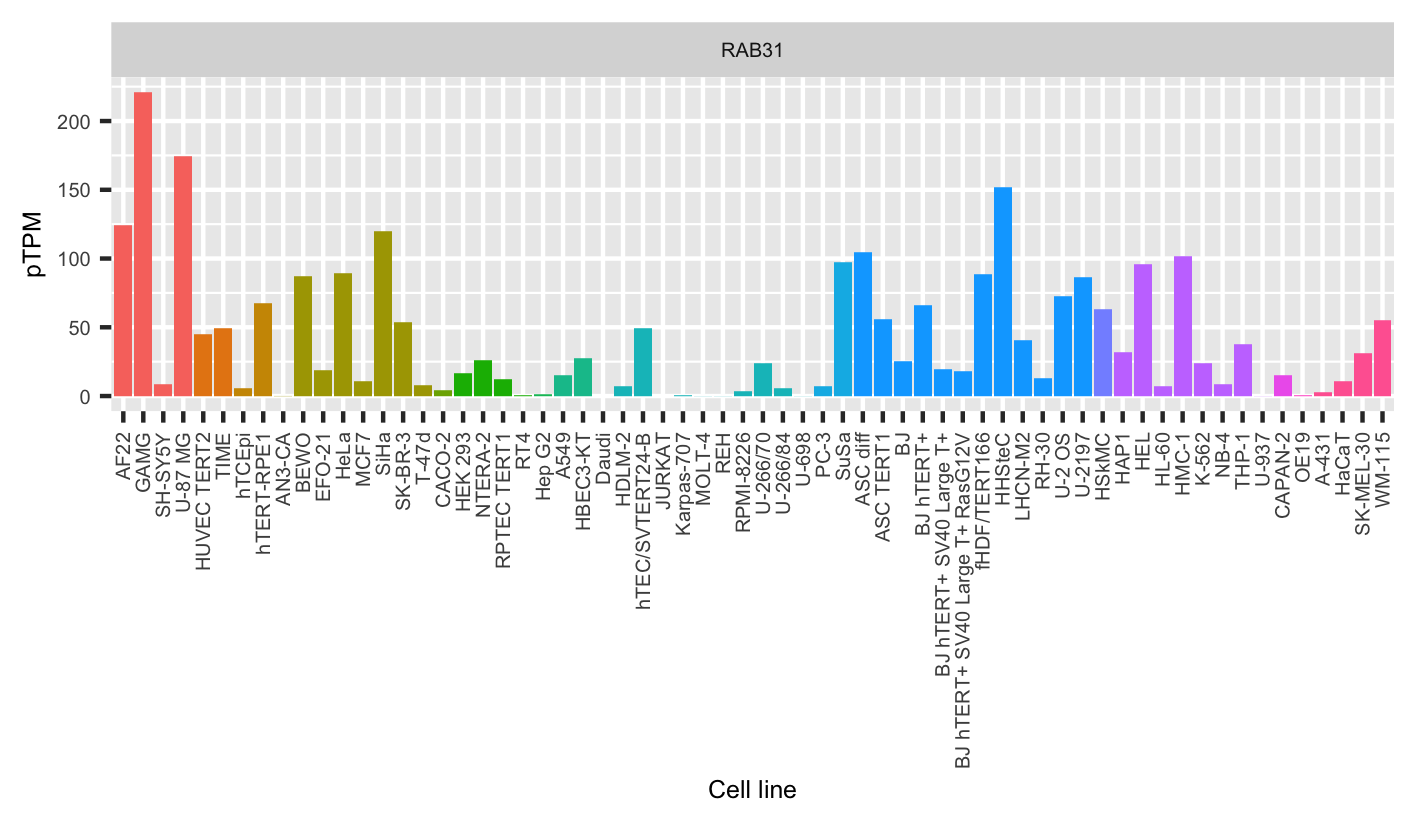 RAB31
pTPM
200
150
100
50
0
AF22
GAMG
SH-SY5Y
U-87 MG
HUVEC TERT2
TIME
hTCEpi
hTERT-RPE1
AN3-CA
BEWO
EFO-21
HeLa
MCF7
SiHa
SK-BR-3
T-47d
CACO-2
HEK 293
NTERA-2
RPTEC TERT1
RT4
Hep G2
A549
HBEC3-KT
Daudi
HDLM-2
hTEC/SVTERT24-B
JURKAT
Karpas-707
MOLT-4
REH
RPMI-8226
U-266/70
U-266/84
U-698
PC-3
SuSa
ASC diff
ASC TERT1
BJ
BJ hTERT+
BJ hTERT+ SV40 Large T+
BJ hTERT+ SV40 Large T+ RasG12V
fHDF/TERT166
HHSteC
LHCN-M2
RH-30
U-2 OS
U-2197
HSkMC
HAP1
HEL
HL-60
HMC-1
K-562
NB-4
THP-1
U-937
CAPAN-2
OE19
A-431
HaCaT
SK-MEL-30
WM-115
Cell line